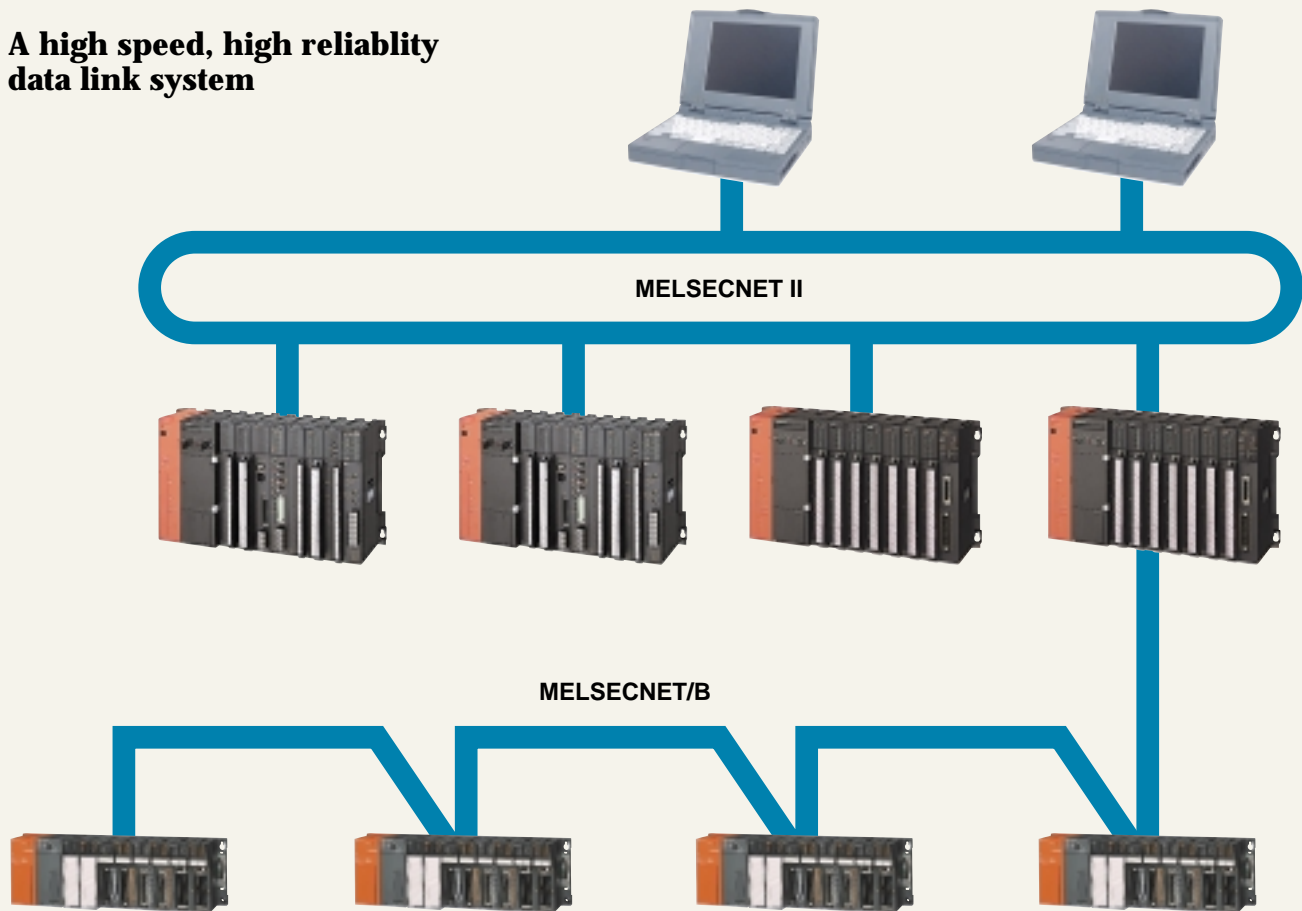 A high speed, high reliablity
data link system
MELSECNET II
MELSECNET/B